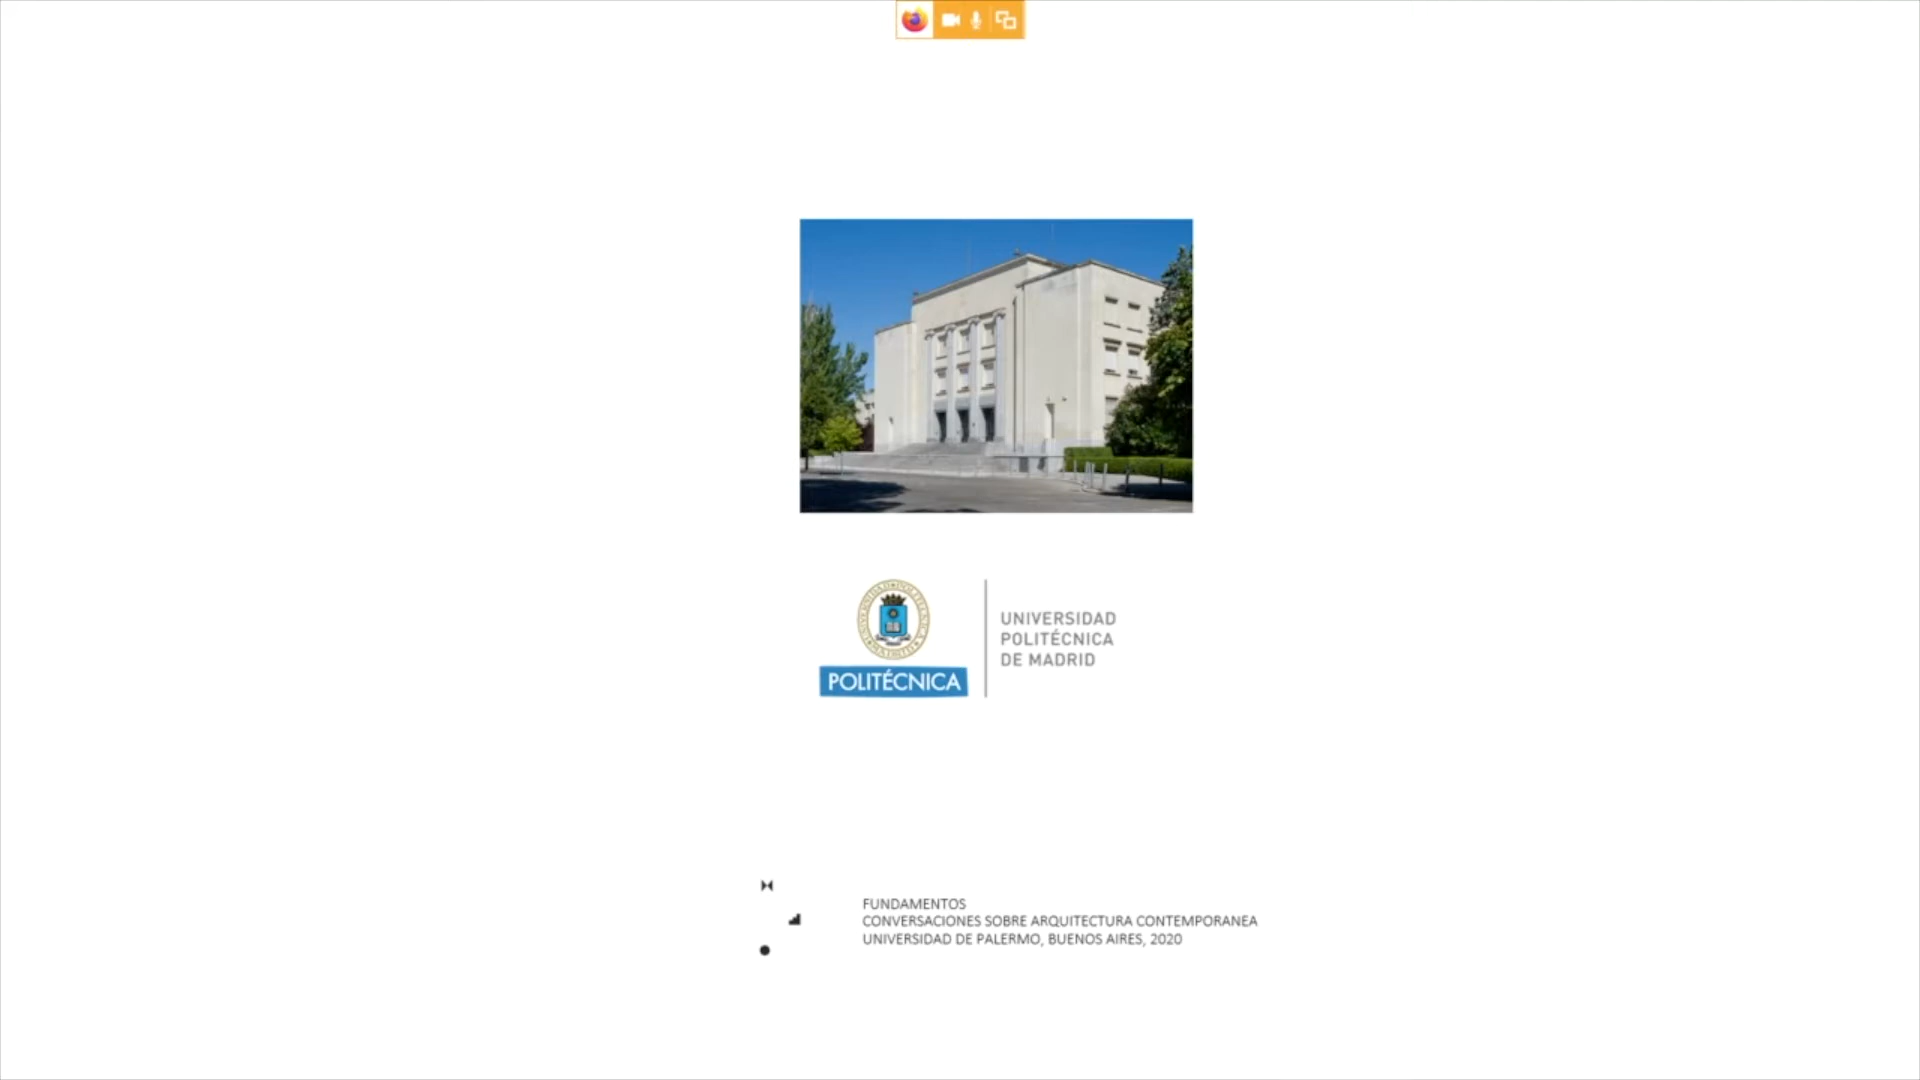 POLITÉCNICA
UNIVERSIDAD
POLITÉCNICA
DE MADRID
FUNDAMENTOS
CONVERSACIONES SOBRE ARQUITECTURA CONTEMPORANEA
UNIVERSIDAD DE PALERMO, BUENOS AIRES, 2020